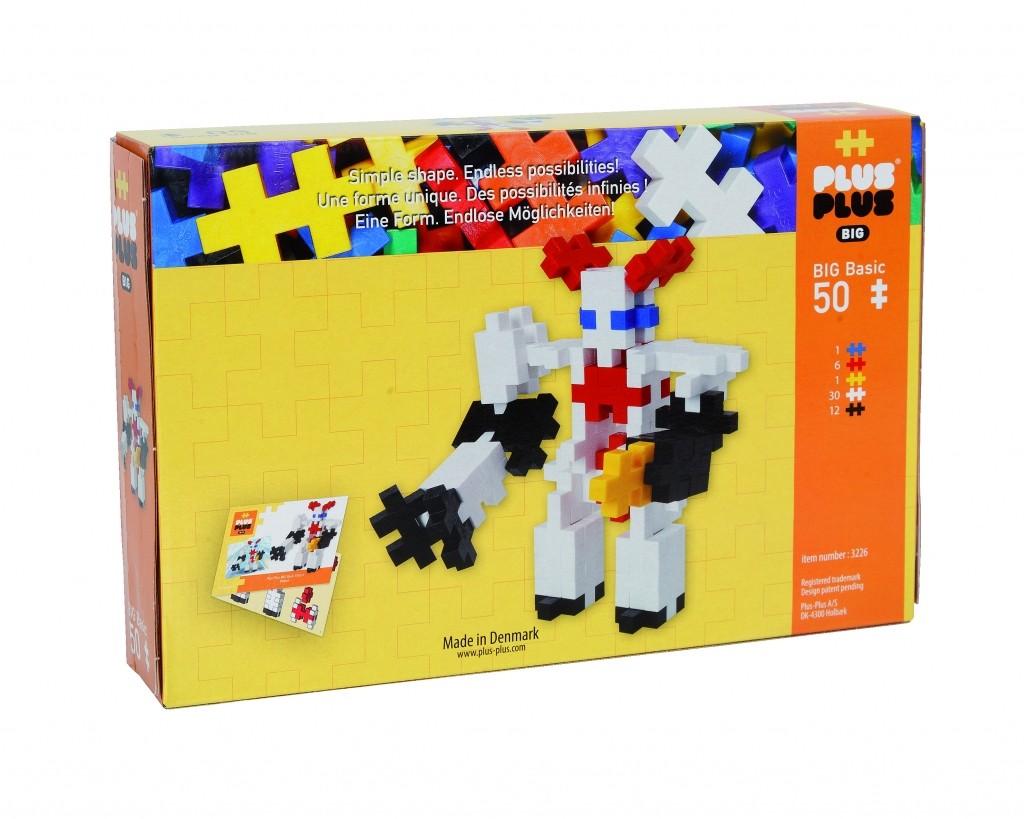 Simple shape. Endless possibilities!
Une forme unique. Des possibilités infinies !
Eine Form. Endlose Möglichkeiten!
PLUS
PLUS®
BIG
BIG Basic
50
1
6
1
30
12
item number : 3226
Registered trademark
Design patent pending
Plus-Plus A/S
DK-4300 Holbæk
Made in Denmark
www.plus-plus.com
PLUS
PLUS
PLUS
PLUS
BIG
BIG Basic
50